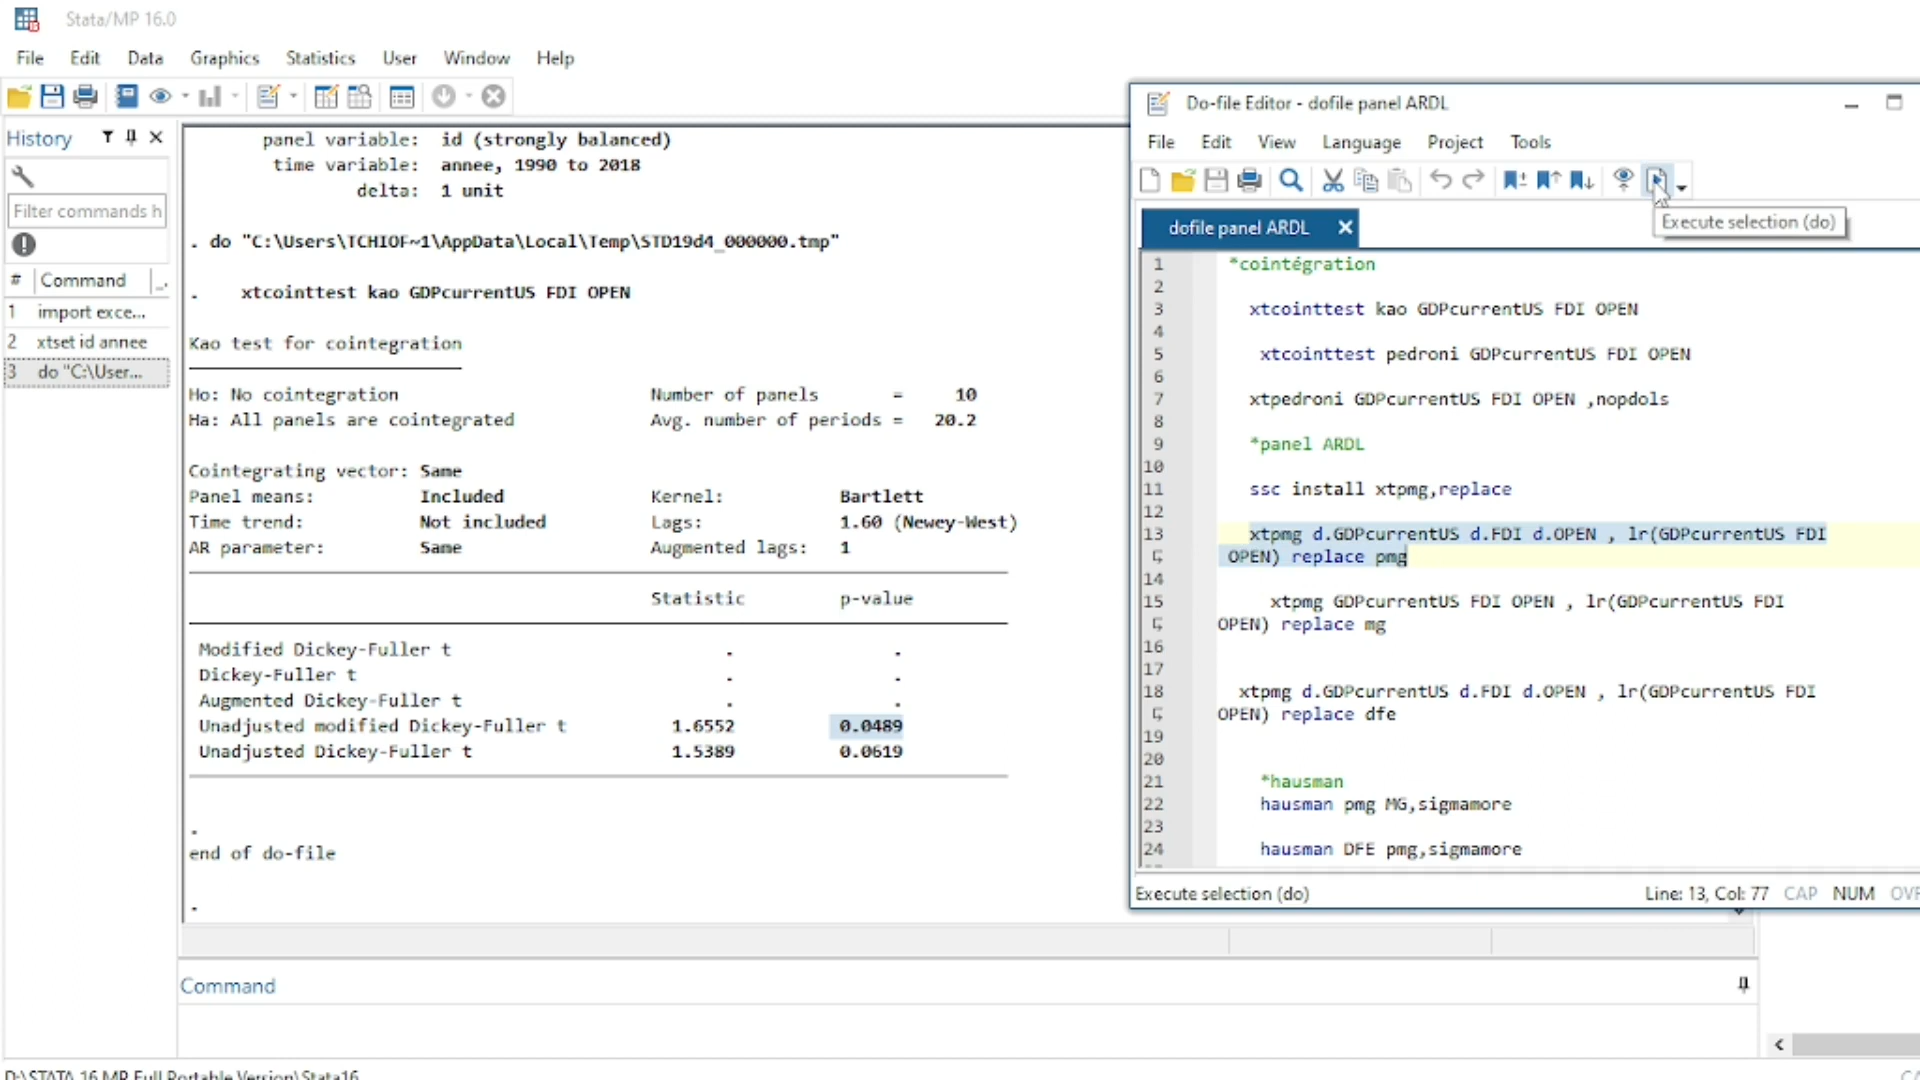 Stata/MP 16.0
File Edit Data Graphics Statistics User Window Help
History
Filter commands h
# Command
1 import exce...
2 xtset id annee
3 do "C:\User...
panel variable: id (strongly balanced)
time variable: annee, 1990 to 2018
delta: 1 unit
. do "C:\Users\TCHIOF~1\AppData\Local\Temp\STD19d4_000000.tmp"
. xtcointtest kao GDPcurrentUS FDI OPEN
Kao test for cointegration
Ho: No cointegration Number of panels = 10
Ha: All panels are cointegrated Avg. number of periods = 20.2
Cointegrating vector: Same
Panel means: Included Kernel: Bartlett
Time trend: Not included Lags: 1.60 (Newey-West)
AR parameter: Same Augmented lags: 1
Statistic p-value
Modified Dickey-Fuller t . .
Dickey-Fuller t . .
Augmented Dickey-Fuller t . .
Unadjusted modified Dickey-Fuller t 1.6552 0.0489
Unadjusted Dickey-Fuller t 1.5389 0.0619
.
end of do-file
.
Command
Do-file Editor - dofile panel ARDL
File Edit View Language Project Tools
dofile panel ARDL
Execute selection (do)
1 *cointégration
2
3 xtcointtest kao GDPcurrentUS FDI OPEN
4
5 xtcointtest pedroni GDPcurrentUS FDI OPEN
6
7 xtpedroni GDPcurrentUS FDI OPEN ,nopdols
8
9 *panel ARDL
10
11 ssc install xtpmg,replace
12
13 xtpmg d.GDPcurrentUS d.FDI d.OPEN , lr(GDPcurrentUS FDI
OPEN) replace pmg
14
15 xtpmg GDPcurrentUS FDI OPEN , lr(GDPcurrentUS FDI
OPEN) replace mg
16
17
18 xtpmg d.GDPcurrentUS d.FDI d.OPEN , lr(GDPcurrentUS FDI
OPEN) replace dfe
19
20
21 *hausman
22 hausman pmg MG,sigmamore
23
24 hausman DFE pmg,sigmamore
Execute selection (do) Line: 13, Col: 77 CAP NUM OVR
D:\STATA 16 MP Full Portable Version\Stata16